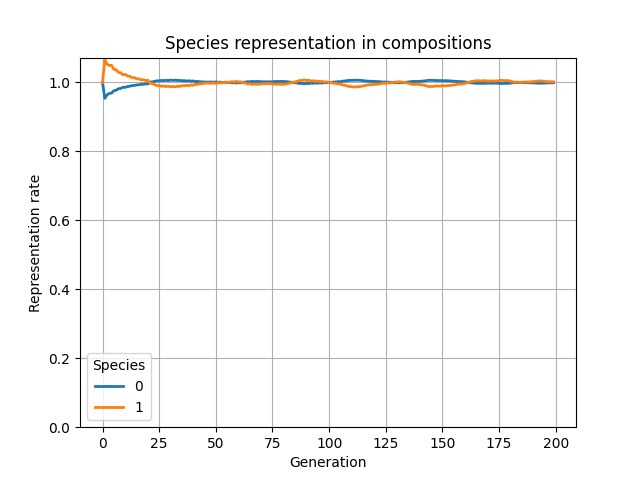 Species representation in compositions
1.0
0.8
0.6
0.4
0.2
0.0
Representation rate
Species
0
1
0 25 50 75 100 125 150 175 200
Generation